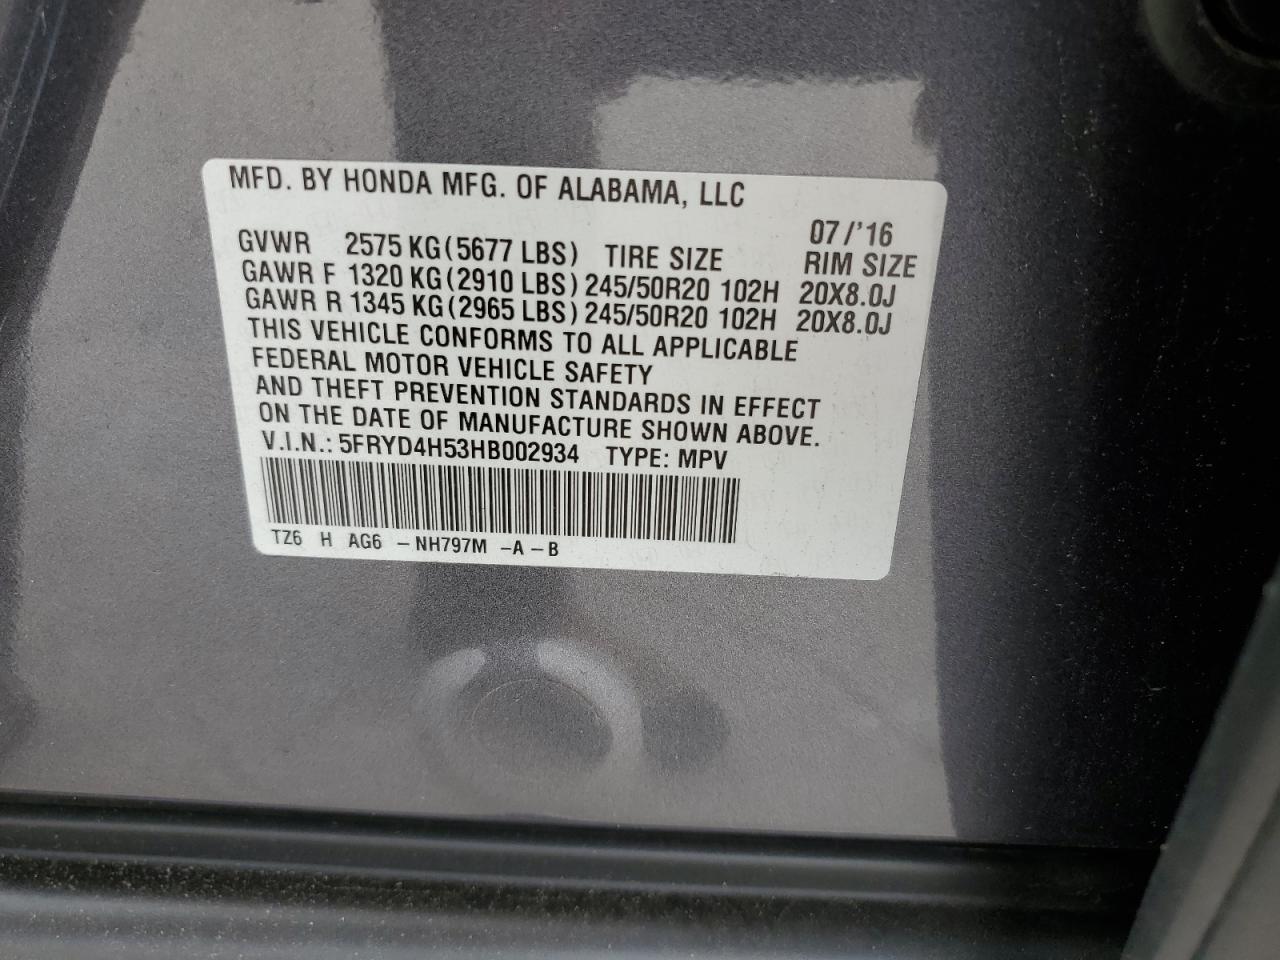 MFD. BY HONDA MFG. OF ALABAMA, LLC
07/'16
GVWR 2575 KG (5677 LBS) TIRE SIZE RIM SIZE
GAWR F 1320 KG (2910 LBS) 245/50R20 102H 20X8.0J
GAWR R 1345 KG (2965 LBS) 245/50R20 102H 20X8.0J
THIS VEHICLE CONFORMS TO ALL APPLICABLE
FEDERAL MOTOR VEHICLE SAFETY
AND THEFT PREVENTION STANDARDS IN EFFECT
ON THE DATE OF MANUFACTURE SHOWN ABOVE.
V.I.N.: 5FRYD4H53HB002934 TYPE: MPV
TZ6 H AG6 – NH797M – A – B